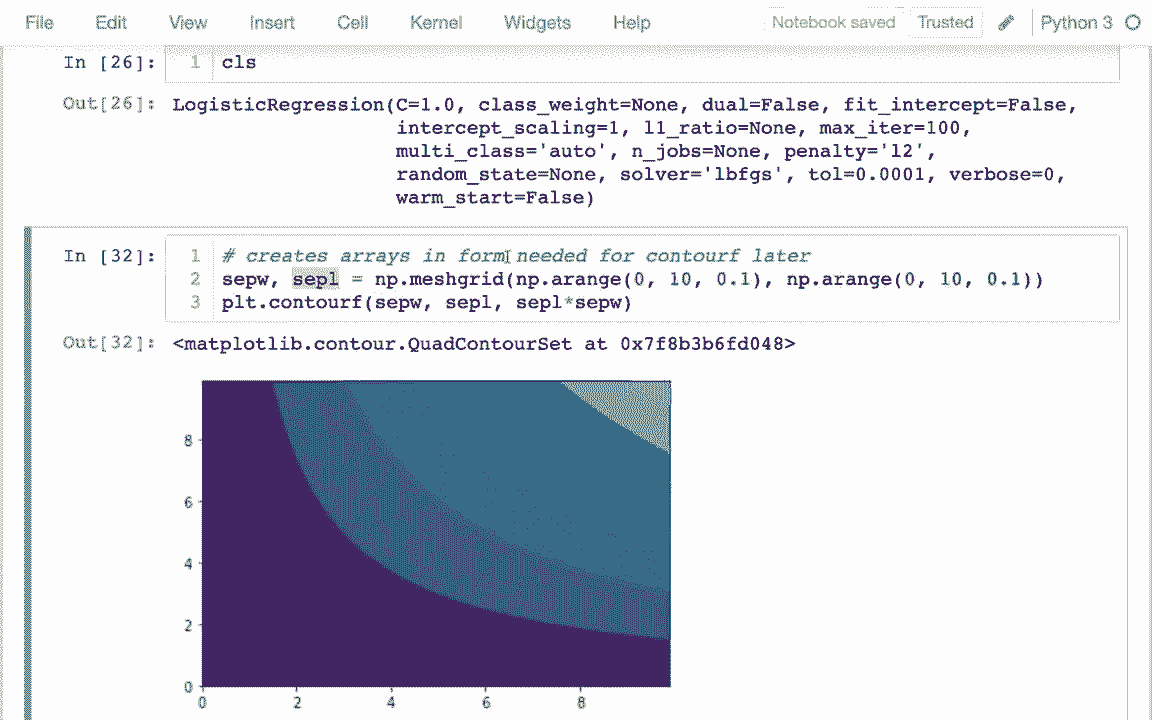 File Edit View Insert Cell Kernel Widgets Help Notebook saved Trusted Python 3
In [26]: 1 cls
Out[26]: LogisticRegression(C=1.0, class_weight=None, dual=False, fit_intercept=False,
intercept_scaling=1, l1_ratio=None, max_iter=100,
multi_class='auto', n_jobs=None, penalty='l2',
random_state=None, solver='lbfgs', tol=0.0001, verbose=0,
warm_start=False)
In [32]: 1 # creates arrays in form needed for contourf later
2 sepw, sepl = np.meshgrid(np.arange(0, 10, 0.1), np.arange(0, 10, 0.1))
3 plt.contourf(sepw, sepl, sepl*sepw)
Out[32]: <matplotlib.contour.QuadContourSet at 0x7f8b3b6fd048>
8
6
4
2
0
0 2 4 6 8